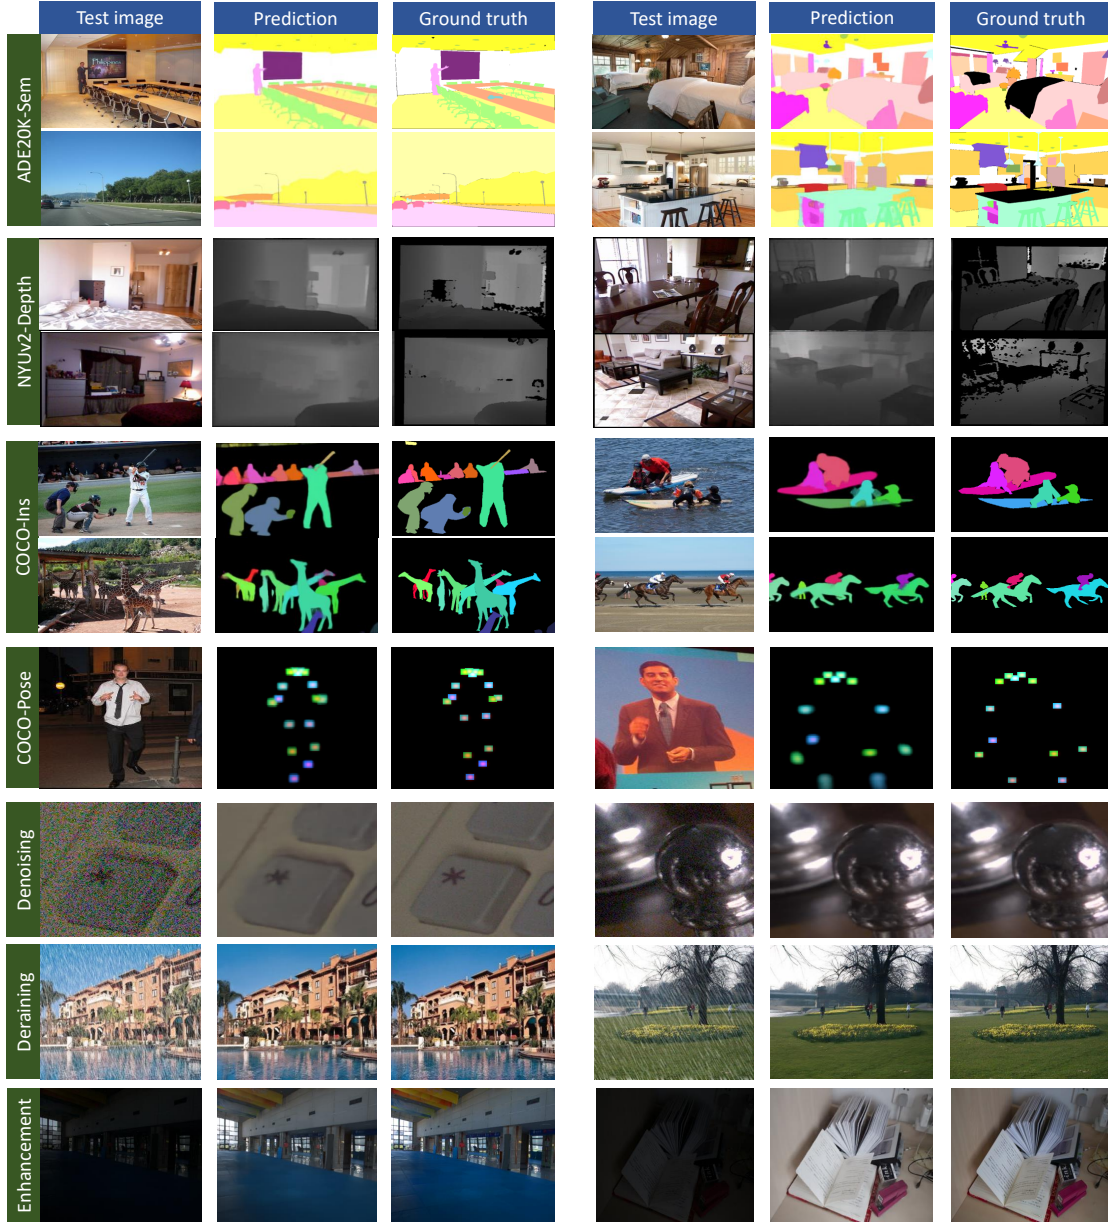 Test image Prediction Ground truth Test image Prediction Ground truth
ADE20K-Sem
NYUv2-Depth
COCO-Ins
COCO-Pose
Denoising
Deraining
Enhancement